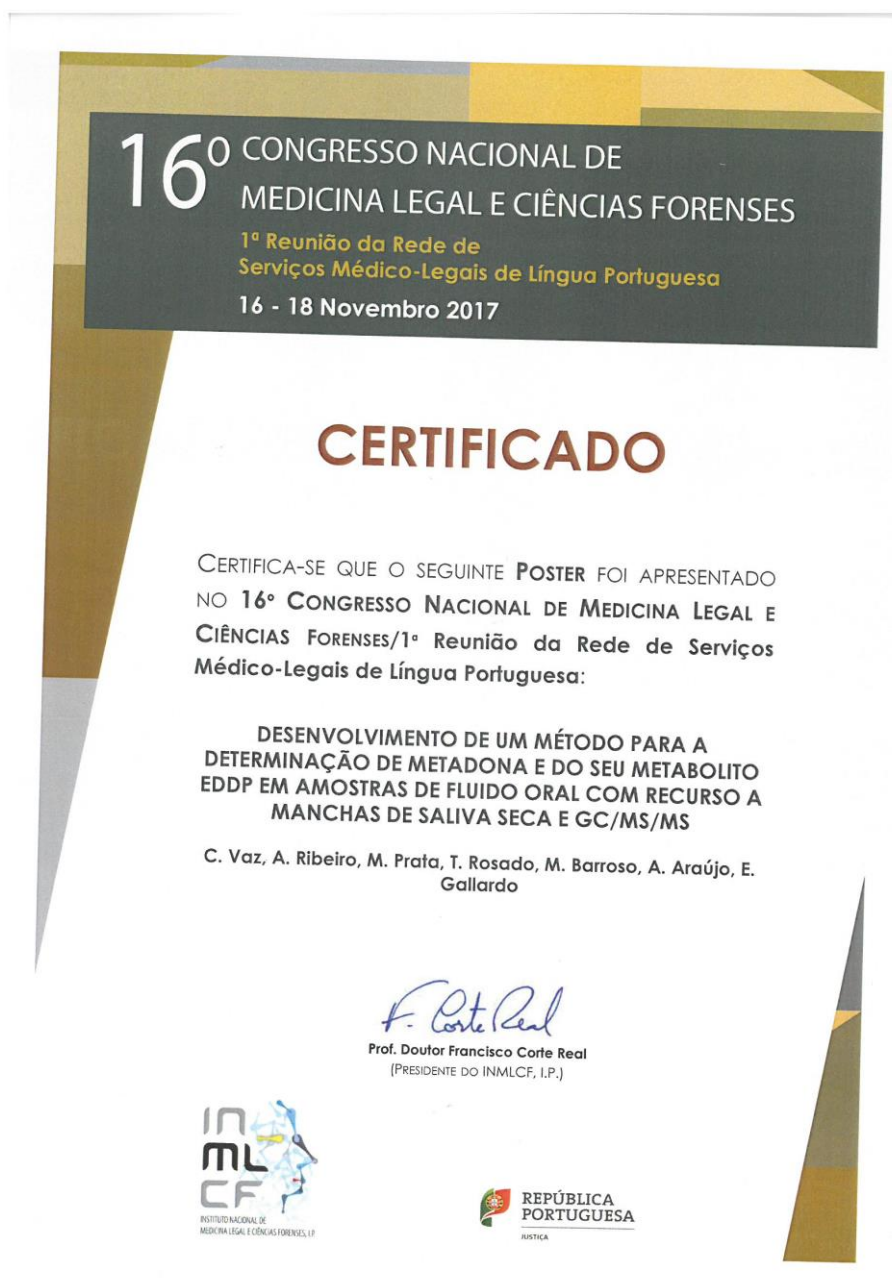 16º CONGRESSO NACIONAL DE
MEDICINA LEGAL E CIÊNCIAS FORENSES
1ª Reunião da Rede de
Serviços Médico-Legais de Língua Portuguesa
16 - 18 Novembro 2017
CERTIFICADO
CERTIFICA-SE QUE O SEGUINTE POSTER FOI APRESENTADO
NO 16º CONGRESSO NACIONAL DE MEDICINA LEGAL E
CIÊNCIAS FORENSES/1ª Reunião da Rede de Serviços
Médico-Legais de Língua Portuguesa:
DESENVOLVIMENTO DE UM MÉTODO PARA A
DETERMINAÇÃO DE METADONA E DO SEU METABOLITO
EDDP EM AMOSTRAS DE FLUIDO ORAL COM RECURSO A
MANCHAS DE SALIVA SECA E GC/MS/MS
C. Vaz, A. Ribeiro, M. Prata, T. Rosado, M. Barroso, A. Araújo, E.
Gallardo
F. Corte Real
Prof. Doutor Francisco Corte Real
(PRESIDENTE DO INMLCF, I.P.)
IN
ML
CF
INSTITUTO NACIONAL DE
MEDICINA LEGAL E CIÊNCIAS FORENSES, I.P.
REPÚBLICA
PORTUGUESA
JUSTIÇA